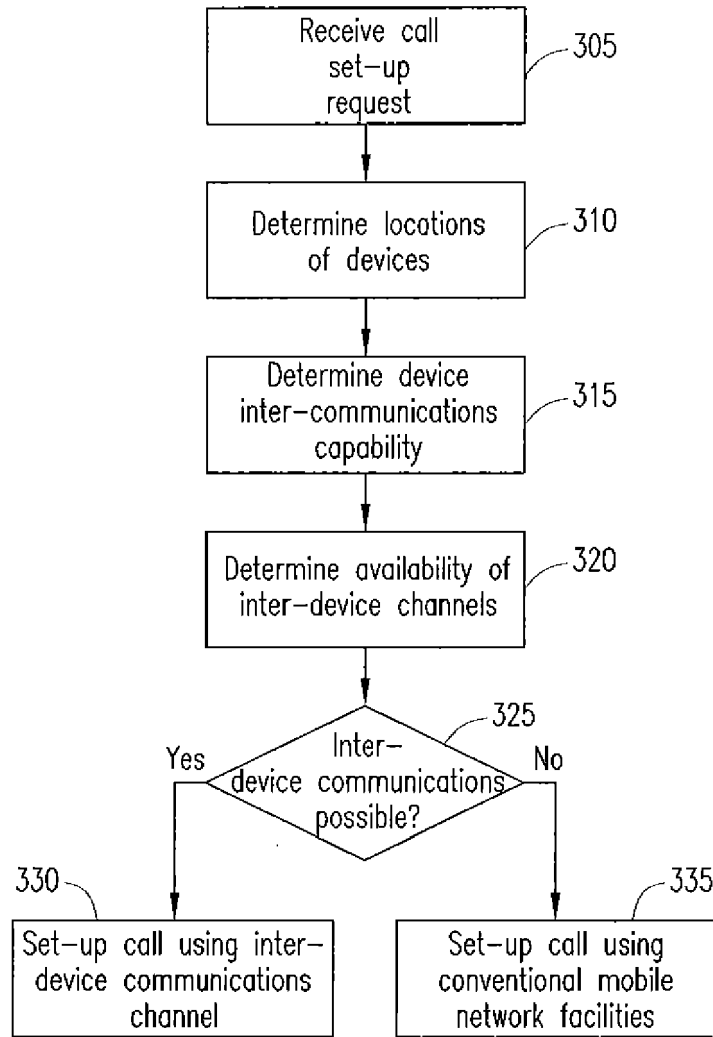 Receive call
set-up
request
305
Determine locations
of devices
310
Determine device
inter-communications
capability
315
Determine availability of
inter-device channels
320
325
Yes
Inter-
device communications
possible?
No
330
Set-up call using inter-
device communications
channel
335
Set-up call using
conventional mobile
network facilities